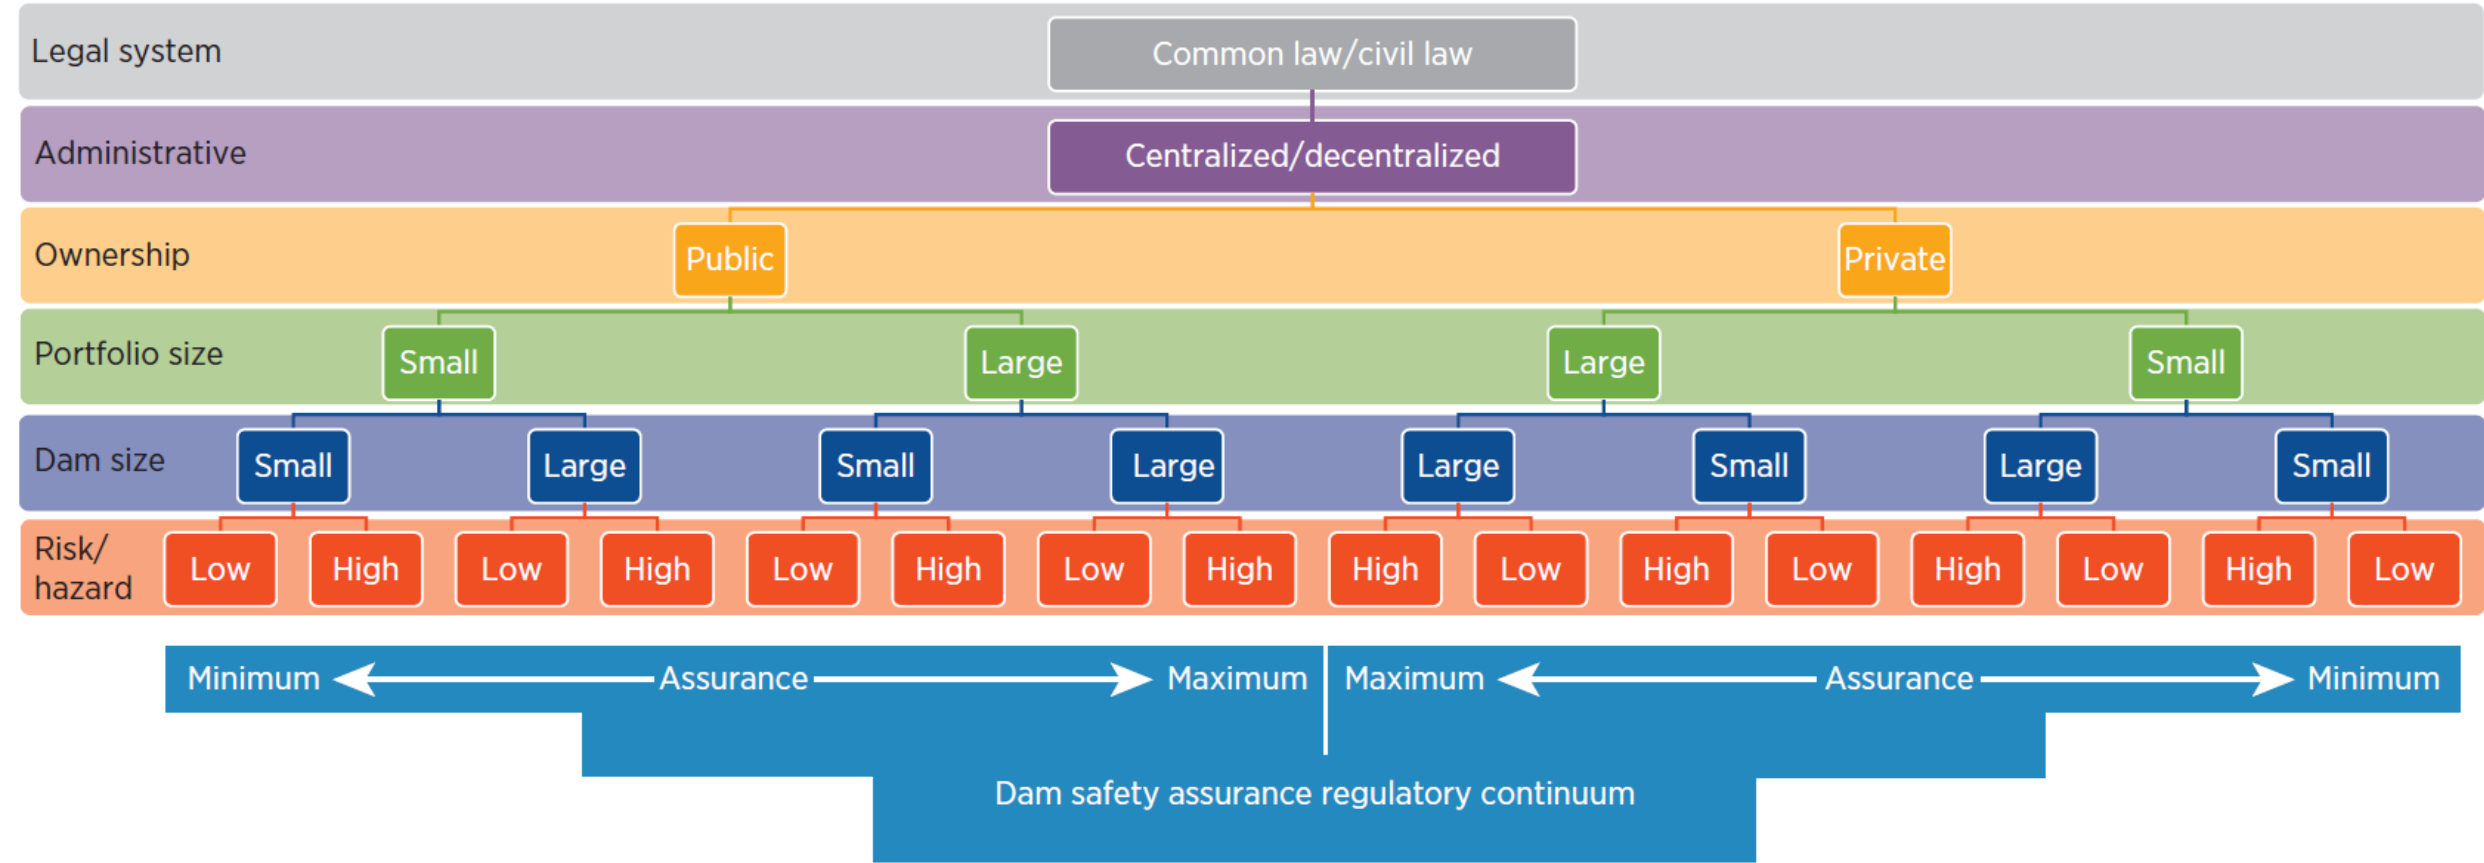 Legal system
Common law/civil law
Administrative
Centralized/decentralized
Ownership
Public
Private
Portfolio size
Small
Large
Large
Small
Dam size
Small
Large
Small
Large
Large
Small
Large
Small
Risk/
hazard
Low
High
Low
High
Low
High
Low
High
High
Low
High
Low
High
Low
High
Low
Minimum
Assurance
Maximum
Maximum
Assurance
Minimum
Dam safety assurance regulatory continuum